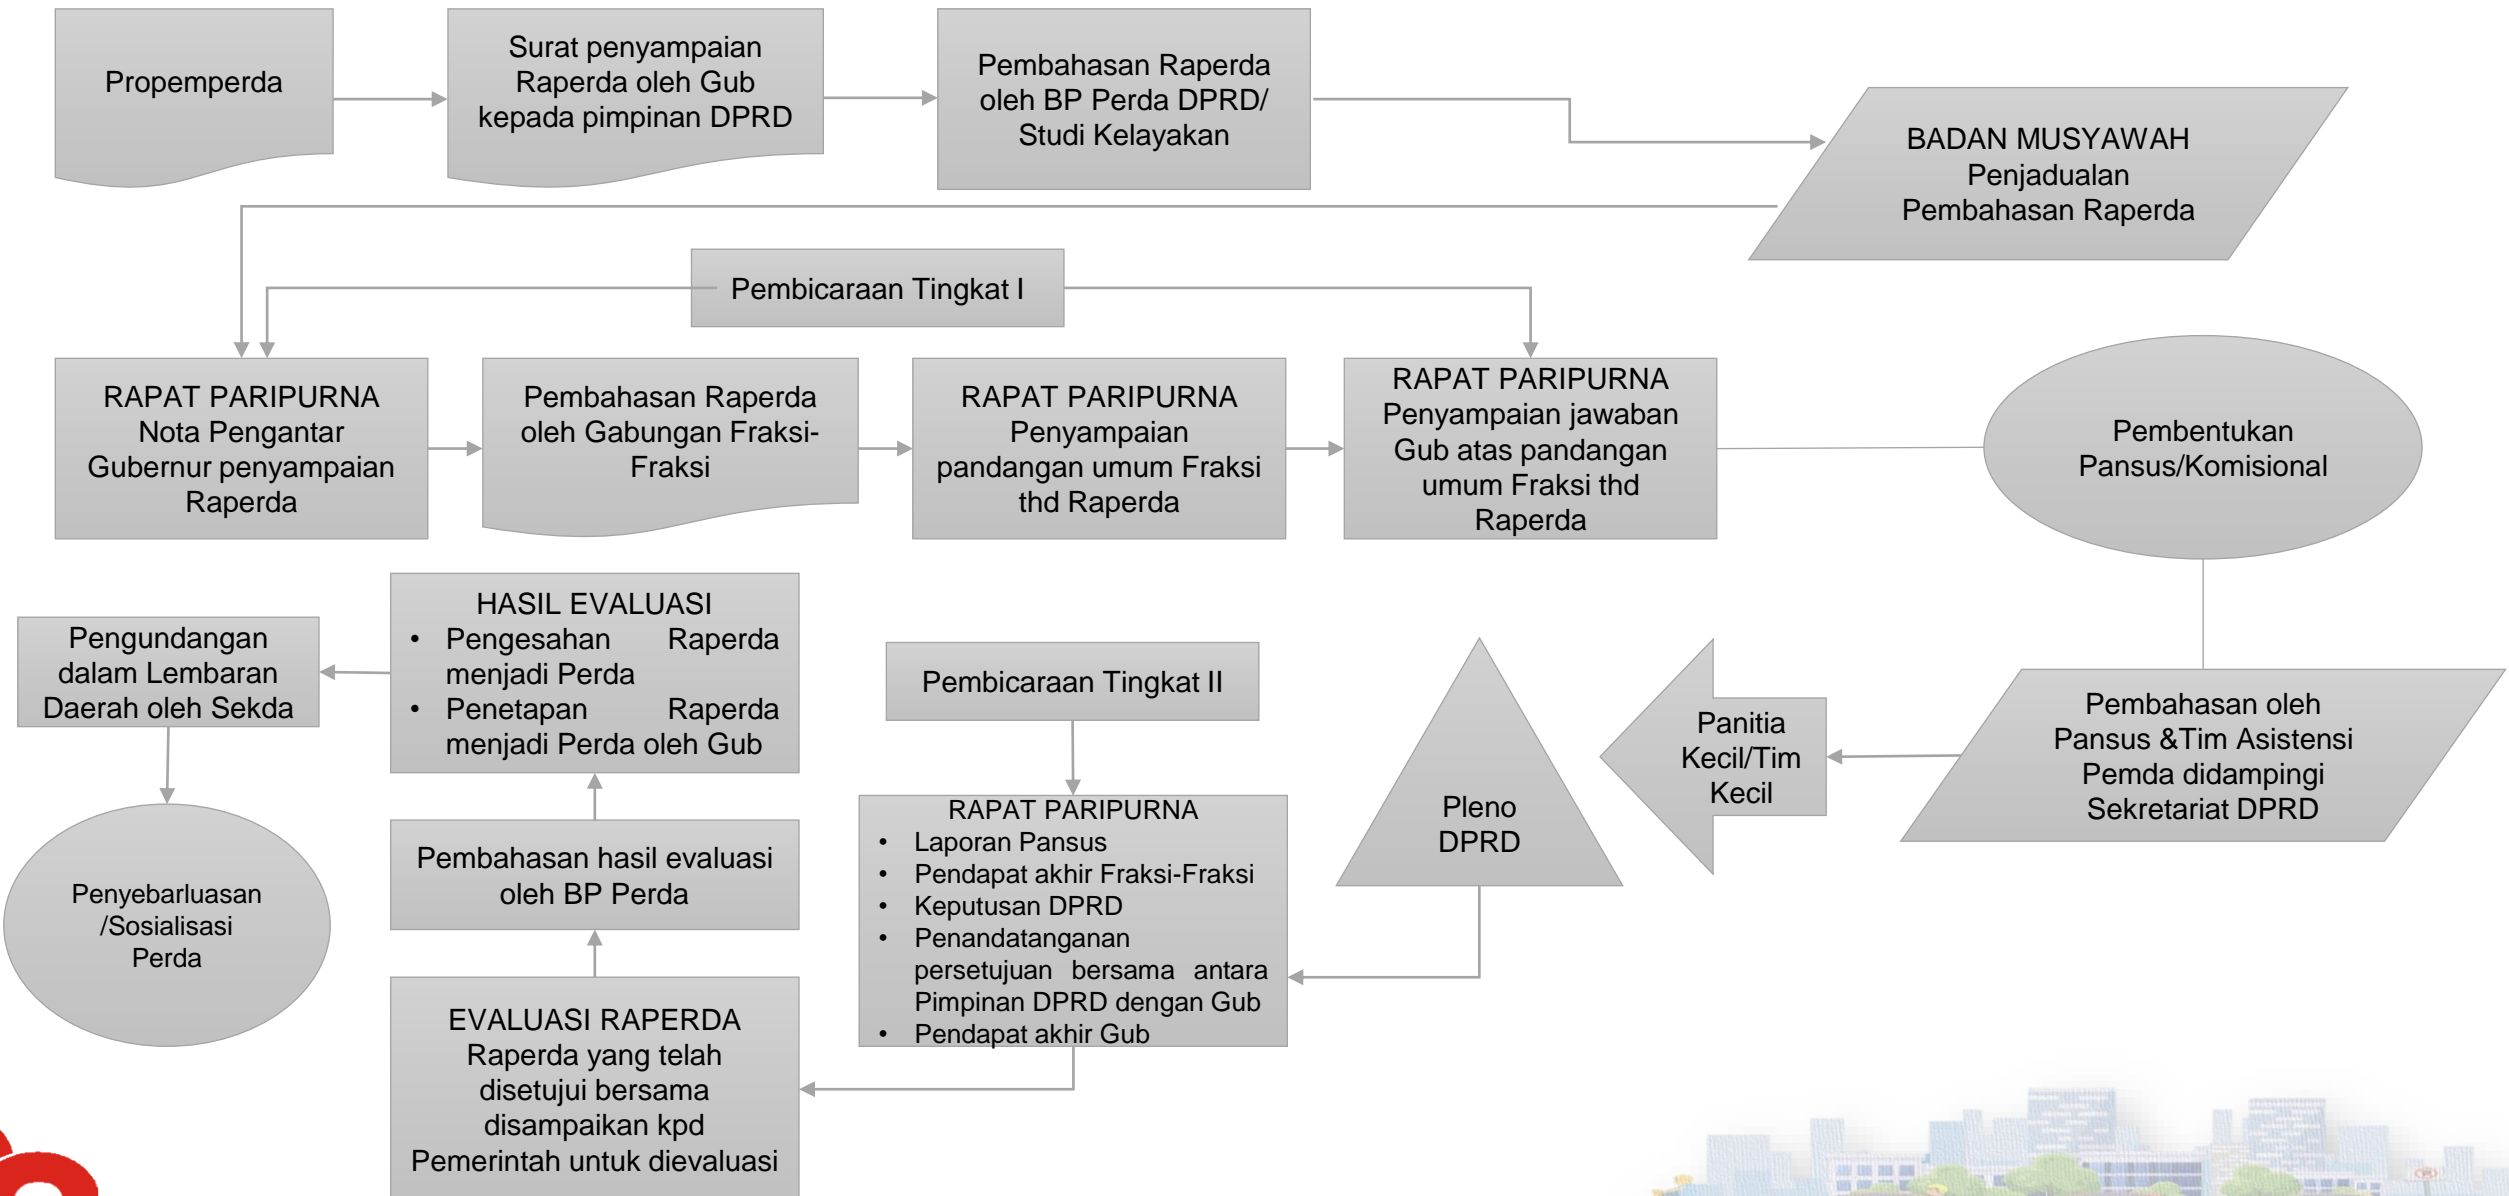 Propemperda
Surat penyampaian
Raperda oleh Gub
kepada pimpinan DPRD
Pembahasan Raperda
oleh BP Perda DPRD/
Studi Kelayakan
BADAN MUSYAWAH
Penjadualan
Pembahasan Raperda
Pembicaraan Tingkat I
RAPAT PARIPURNA
Nota Pengantar
Gubernur penyampaian
Raperda
Pembahasan Raperda
oleh Gabungan Fraksi-
Fraksi
RAPAT PARIPURNA
Penyampaian
pandangan umum Fraksi
thd Raperda
RAPAT PARIPURNA
Penyampaian jawaban
Gub atas pandangan
umum Fraksi thd
Raperda
Pembentukan
Pansus/Komisional
Pembahasan oleh
Pansus &Tim Asistensi
Pemda didampingi
Sekretariat DPRD
Panitia
Kecil/Tim
Kecil
Pleno
DPRD
Pembicaraan Tingkat II
RAPAT PARIPURNA
• Laporan Pansus
• Pendapat akhir Fraksi-Fraksi
• Keputusan DPRD
• Penandatanganan
persetujuan bersama antara
Pimpinan DPRD dengan Gub
• Pendapat akhir Gub
EVALUASI RAPERDA
Raperda yang telah
disetujui bersama
disampaikan kpd
Pemerintah untuk dievaluasi
Pembahasan hasil evaluasi
oleh BP Perda
HASIL EVALUASI
• Pengesahan Raperda
menjadi Perda
• Penetapan Raperda
menjadi Perda oleh Gub
Pengundangan
dalam Lembaran
Daerah oleh Sekda
Penyebarluasan
/Sosialisasi
Perda